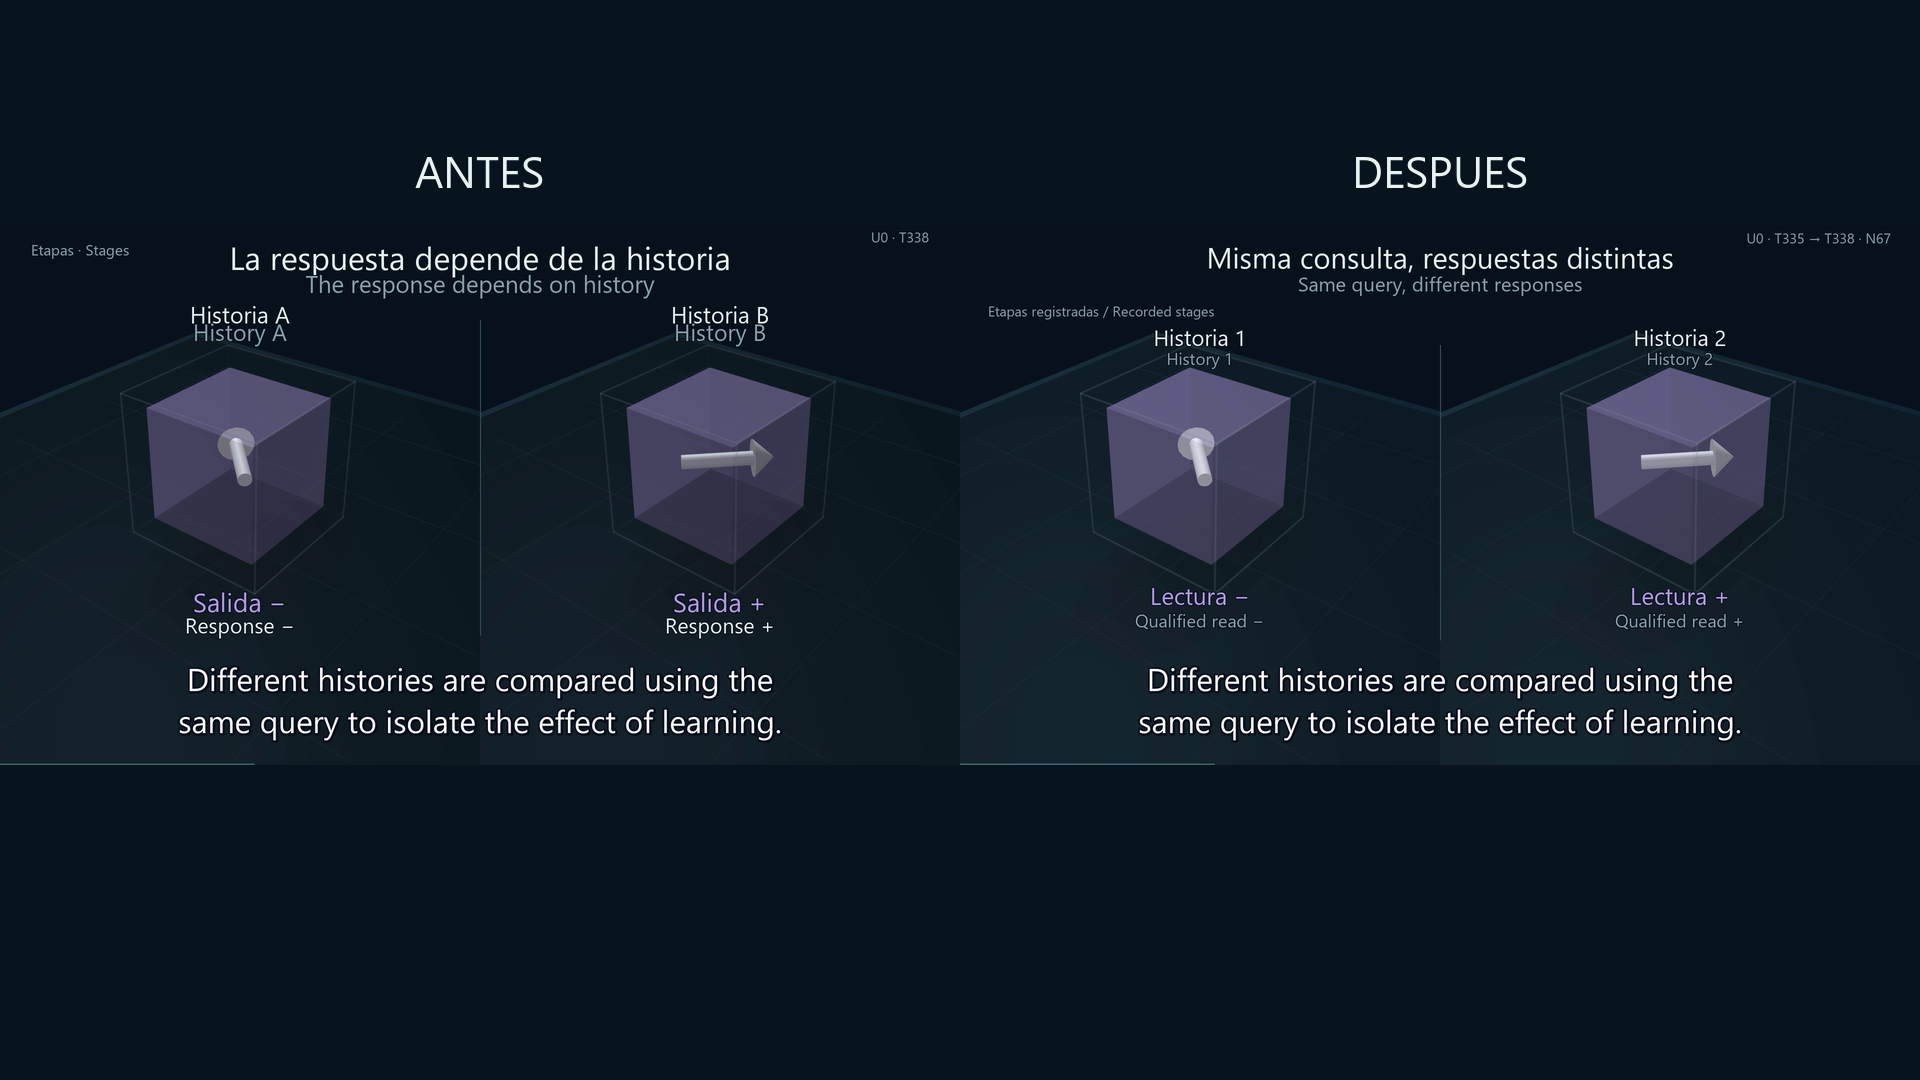 ANTES
Etapas · Stages
U0 · T338
La respuesta depende de la historia
The response depends on history
Historia A
History A
Historia B
History B
Salida −
Response −
Salida +
Response +
Different histories are compared using the
same query to isolate the effect of learning.
DESPUES
U0 · T335 → T338 · N67
Misma consulta, respuestas distintas
Same query, different responses
Etapas registradas / Recorded stages
Historia 1
History 1
Historia 2
History 2
Lectura −
Qualified read −
Lectura +
Qualified read +
Different histories are compared using the
same query to isolate the effect of learning.